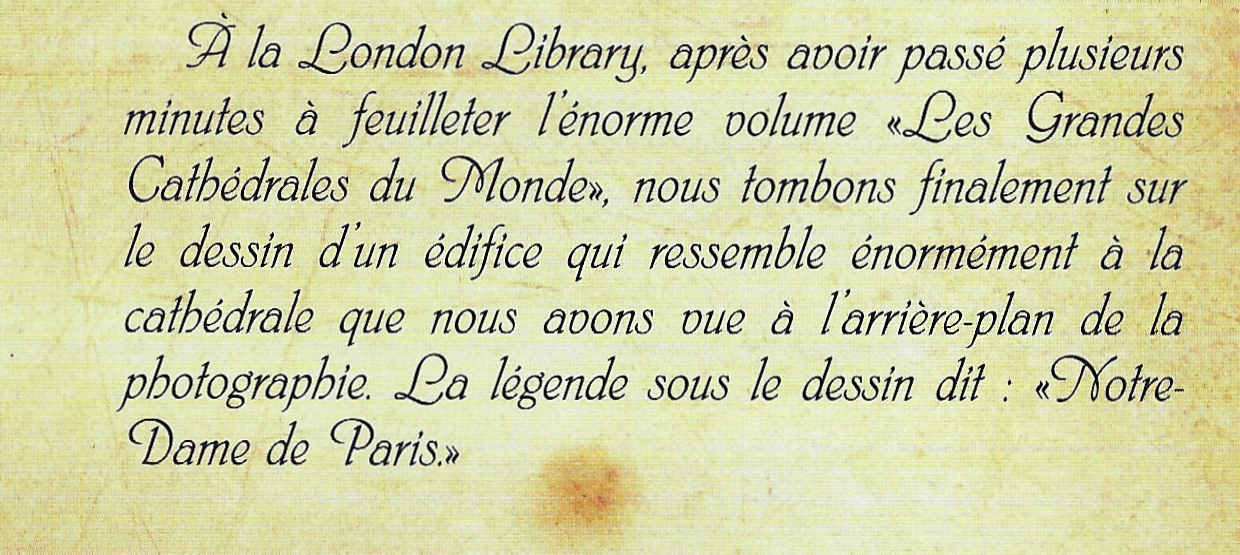 À la London Library, après avoir passé plusieurs
minutes à feuilleter l'énorme volume «Les Grandes
Cathédrales du Monde», nous tombons finalement sur
le dessin d'un édifice qui ressemble énormément à la
cathédrale que nous avons vue à l'arrière-plan de la
photographie. La légende sous le dessin dit : «Notre-
Dame de Paris.»